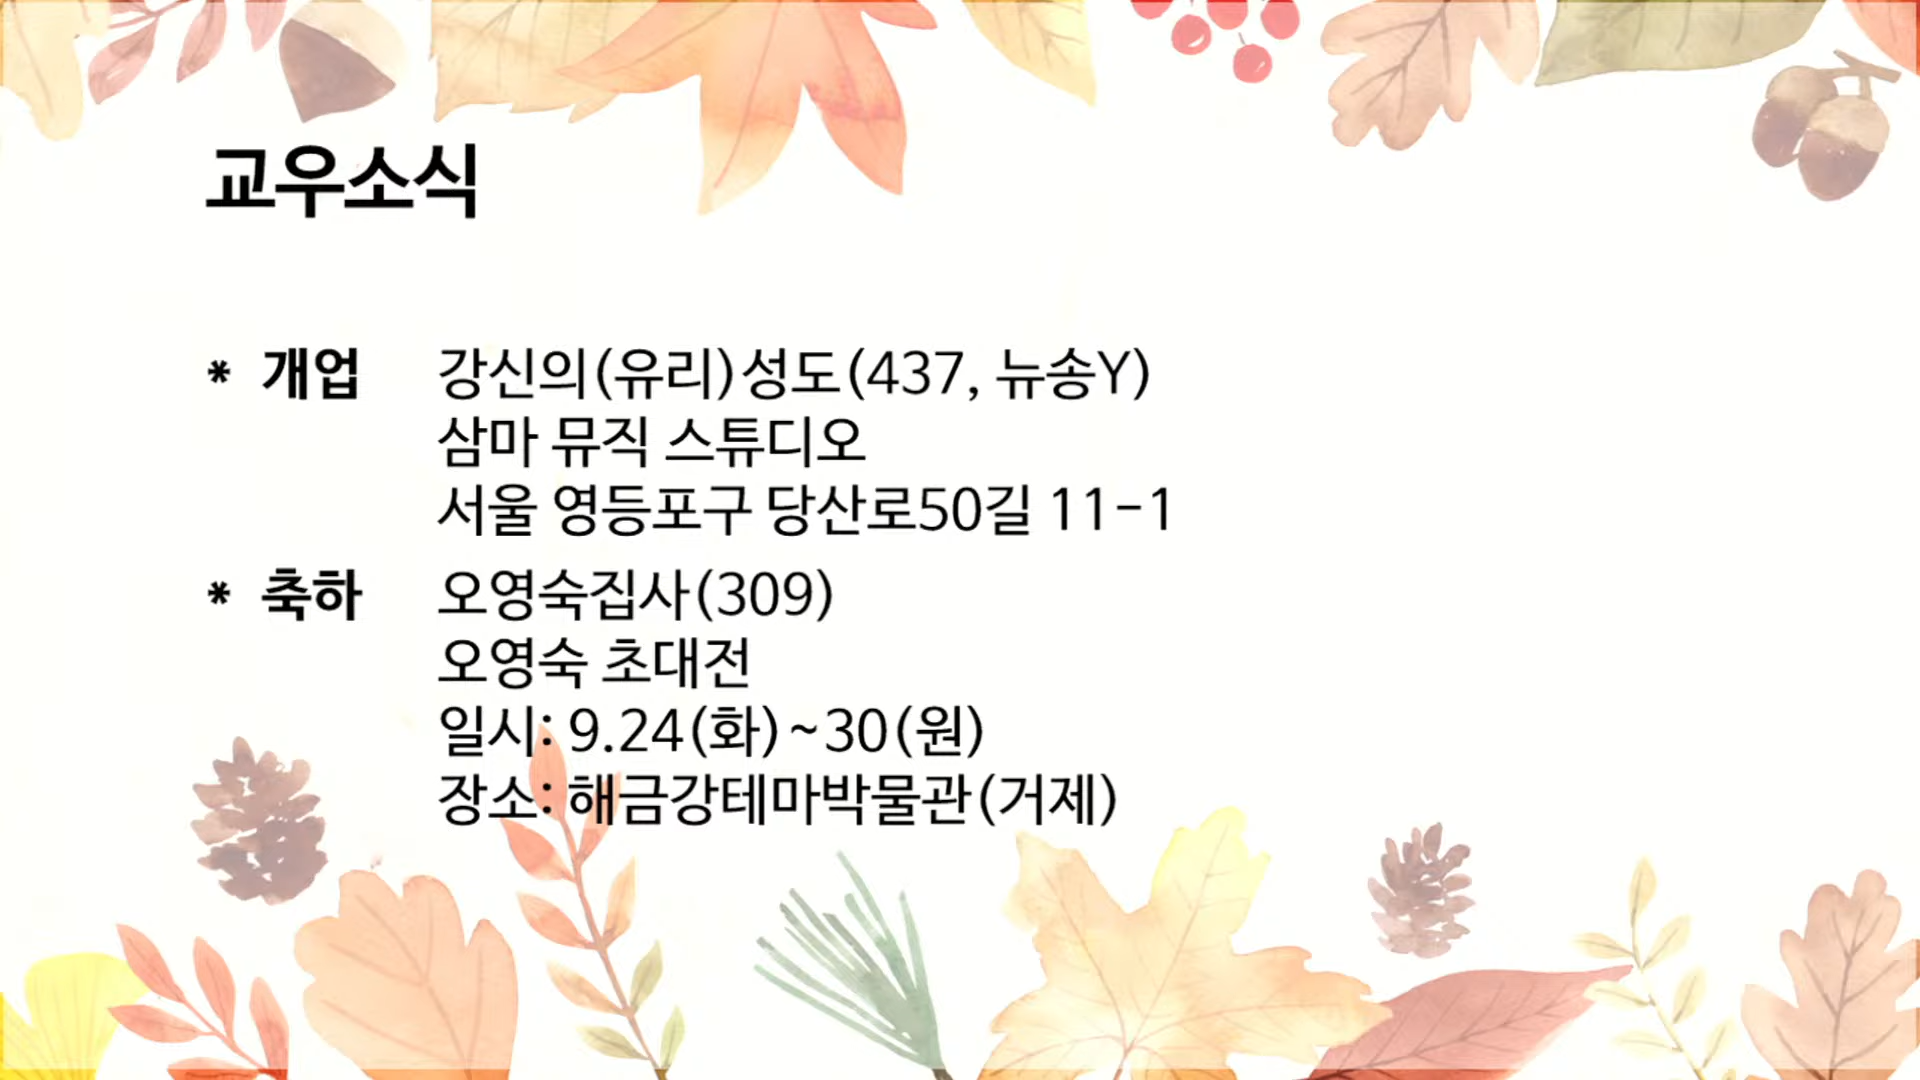 교우소식
* 개업 강신의(유리)성도(437, 뉴송Y)
삼마 뮤직 스튜디오
서울 영등포구 당산로50길 11-1
* 축하 오영숙집사(309)
오영숙 초대전
일시: 9.24(화)~30(원)
장소: 해금강테마박물관(거제)